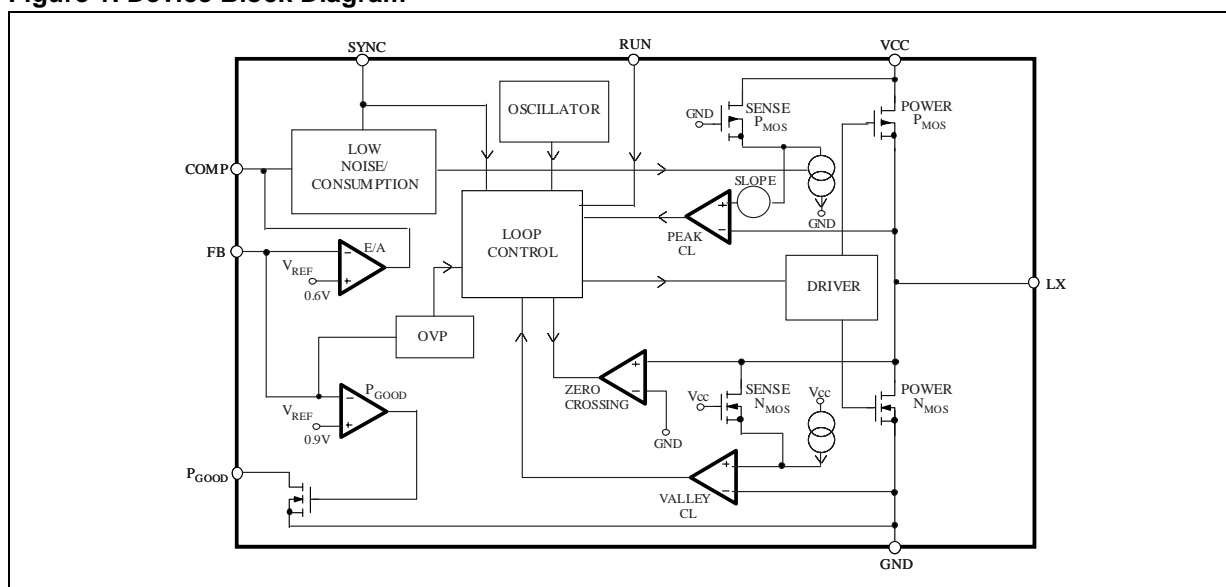 Figure 1. Device Block Diagram
SYNC
RUN
VCC
OSCILLATOR
GND
SENSE
PMOS
POWER
PMOS
LOW
NOISE/
CONSUMPTION
COMP
SLOPE
+
−
GND
PEAK
CL
LOOP
CONTROL
FB
−
E/A
VREF
+
0.6V
DRIVER
LX
OVP
+
−
ZERO
CROSSING
GND
SENSE
NMOS
Vcc
Vcc
POWER
NMOS
PGOOD
−
VREF
+
0.9V
+
−
VALLEY
CL
PGOOD
GND